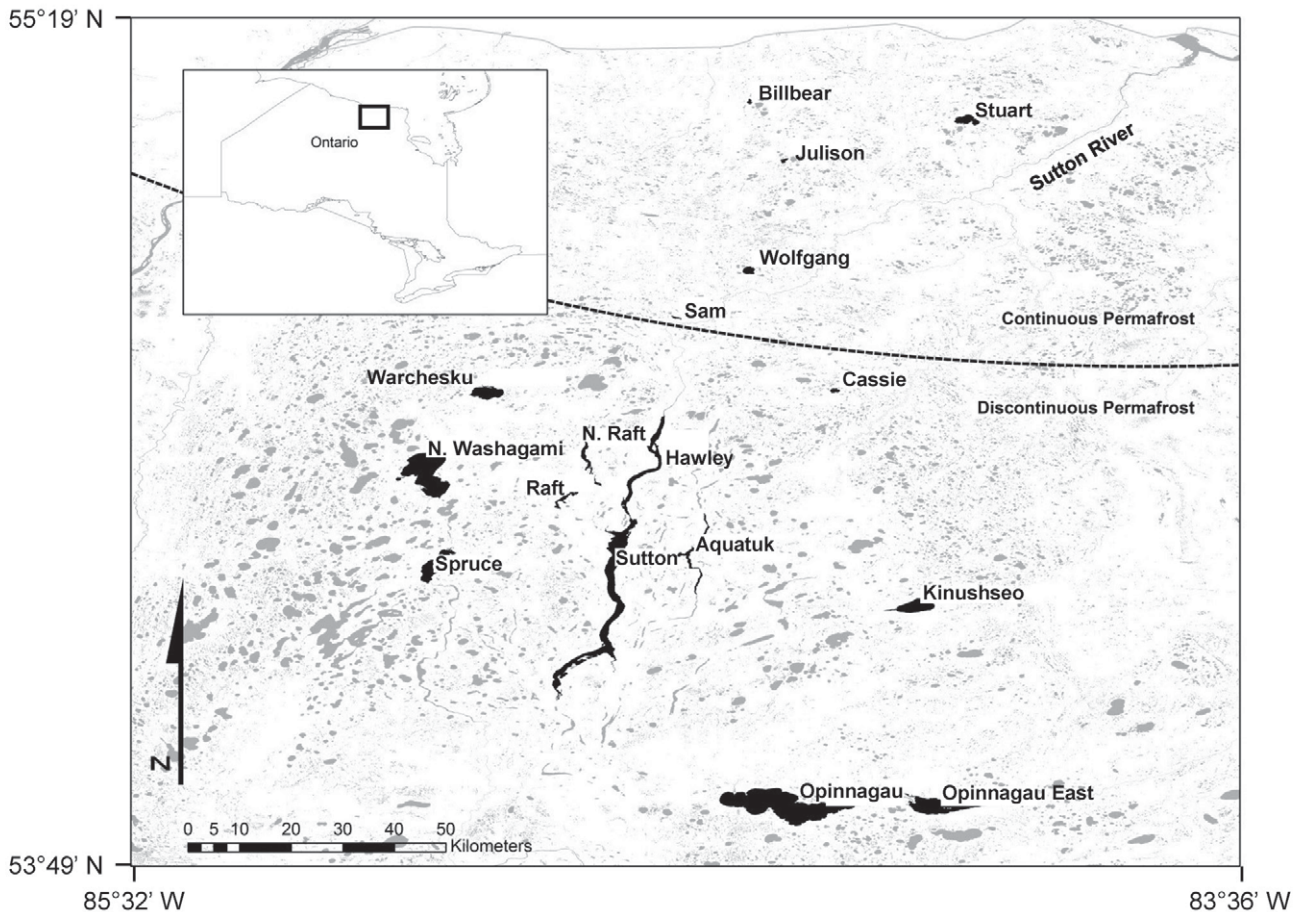 55°19' N
Billbear
Stuart
Julison
Sutton River
Ontario
Wolfgang
Sam
Continuous Permafrost
Warchesku
Cassie
Discontinuous Permafrost
N. Raft
N. Washagami
Hawley
Raft
Aquatuk
Sutton
Spruce
Kinushseo
N
Opinnagau
Opinnagau East
0 5 10 20 30 40 50
Kilometers
53°49' N
85°32' W
83°36' W